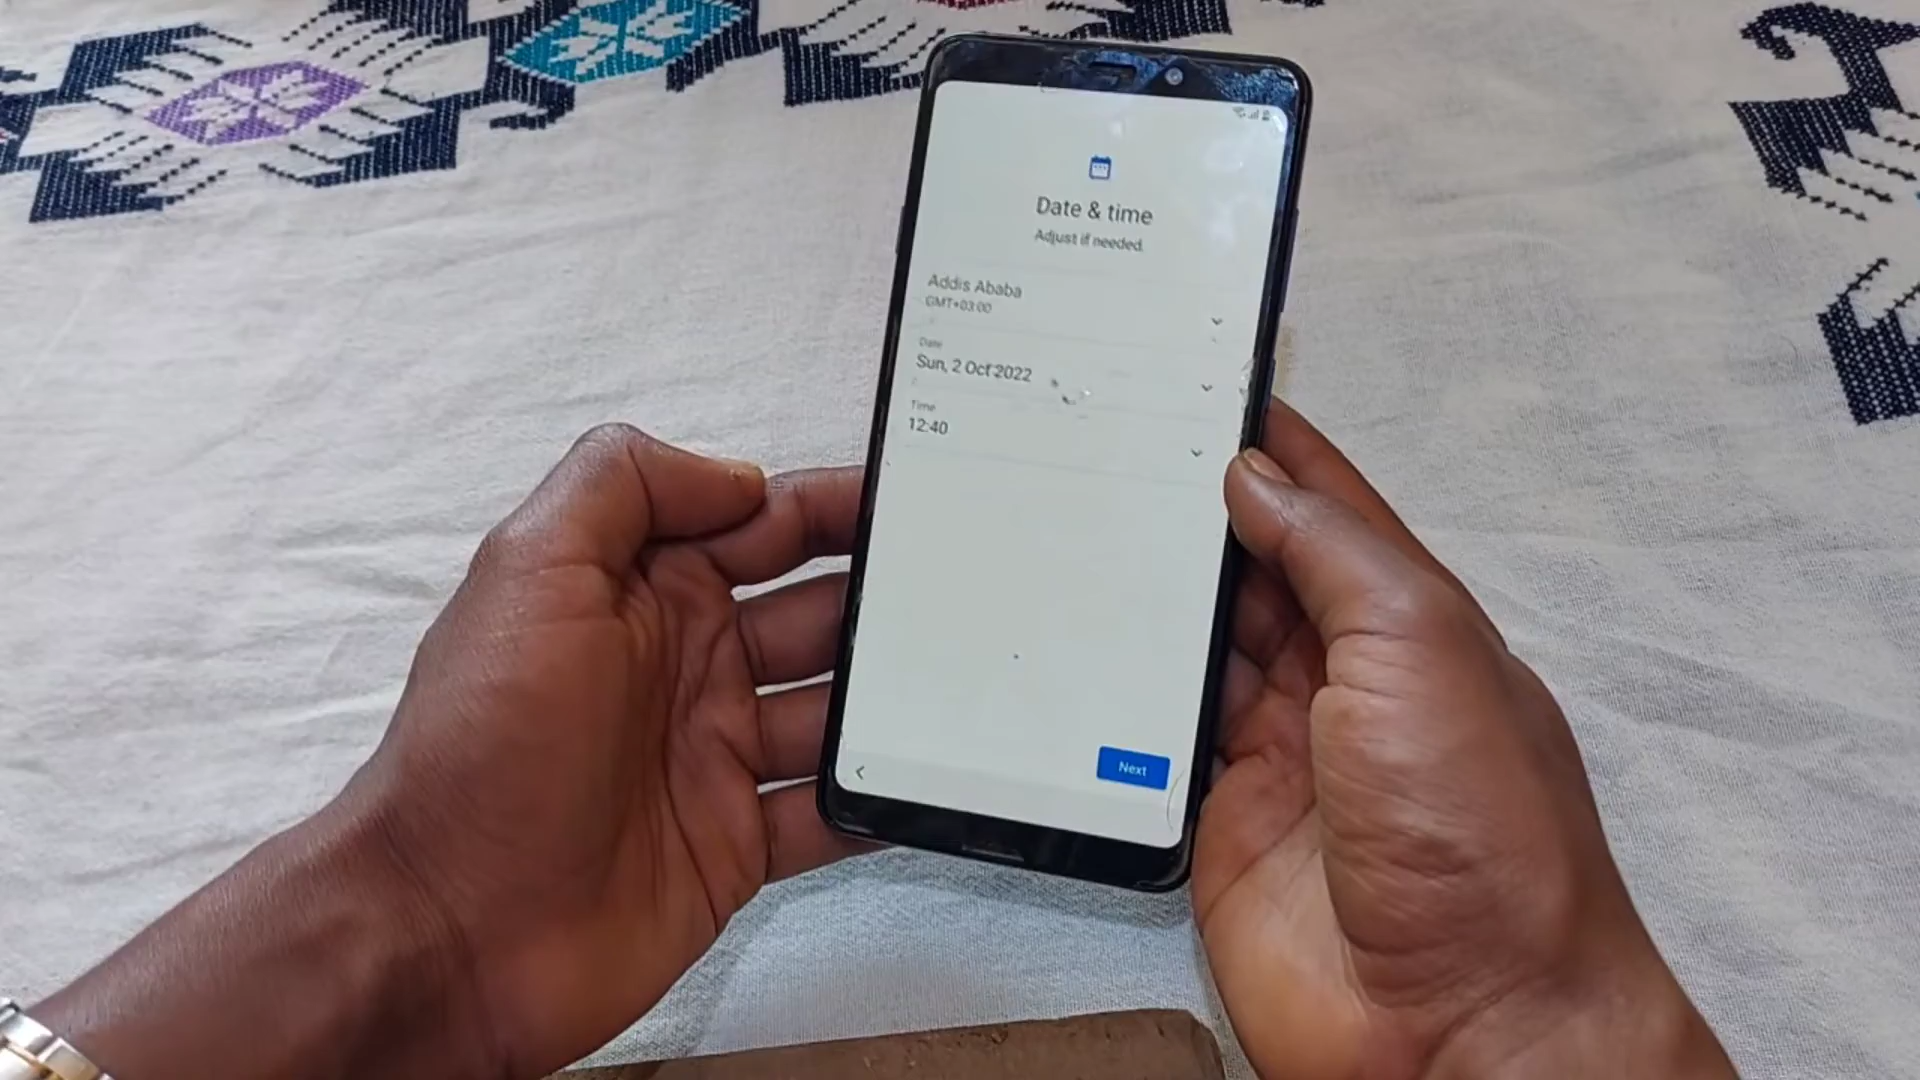 Date & time
Adjust if needed.
Addis Ababa
GMT+03:00
Date
Sun, 2 Oct 2022
Time
12:40
Next